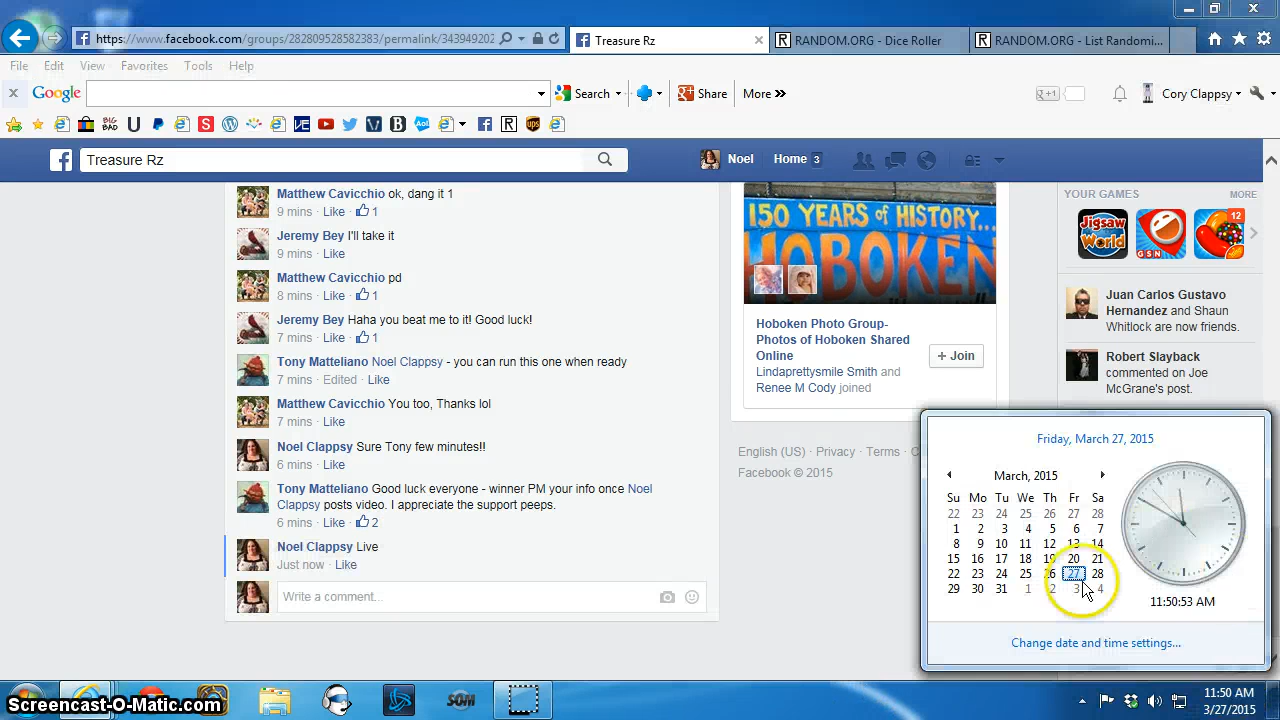 https://www.facebook.com/groups/282809528582383/permalink/343949202
Treasure Rz
RANDOM.ORG - Dice Roller
RANDOM.ORG - List Randomi...
File Edit View Favorites Tools Help
Google
Search
Share
More »
g+1
Cory Clappsy
BIG BAD
U
S
VE
V
B
Aol
R
ups
Treasure Rz
Noel
Home 3
Matthew Cavicchio ok, dang it 1
9 mins · Like · 1
Jeremy Bey I'll take it
9 mins · Like
Matthew Cavicchio pd
8 mins · Like · 1
Jeremy Bey Haha you beat me to it! Good luck!
7 mins · Like · 1
Tony Matteliano Noel Clappsy - you can run this one when ready
7 mins · Edited · Like
Matthew Cavicchio You too, Thanks lol
7 mins · Like
Noel Clappsy Sure Tony few minutes!!
6 mins · Like
Tony Matteliano Good luck everyone - winner PM your info once Noel
Clappsy posts video. I appreciate the support peeps.
6 mins · Like · 2
Noel Clappsy Live
Just now · Like
Write a comment...
150 YEARS of HISTORY...
HOBOKEN
Hoboken Photo Group-
Photos of Hoboken Shared
Online
Lindaprettysmile Smith and
Renee M Cody joined
+ Join
English (US) · Privacy · Terms ·
Facebook © 2015
YOUR GAMES
MORE
Jigsaw World
GSN
12
Juan Carlos Gustavo
Hernandez and Shaun
Whitlock are now friends.
Robert Slayback
commented on Joe
McGrane's post.
Friday, March 27, 2015
March, 2015
Su Mo Tu We Th Fr Sa
22 23 24 25 26 27 28
1 2 3 4 5 6 7
8 9 10 11 12 13 14
15 16 17 18 19 20 21
22 23 24 25 26 27 28
29 30 31 1 2 3 4
11:50:53 AM
Change date and time settings...
SOM
11:50 AM
3/27/2015
Screencast-O-Matic.com